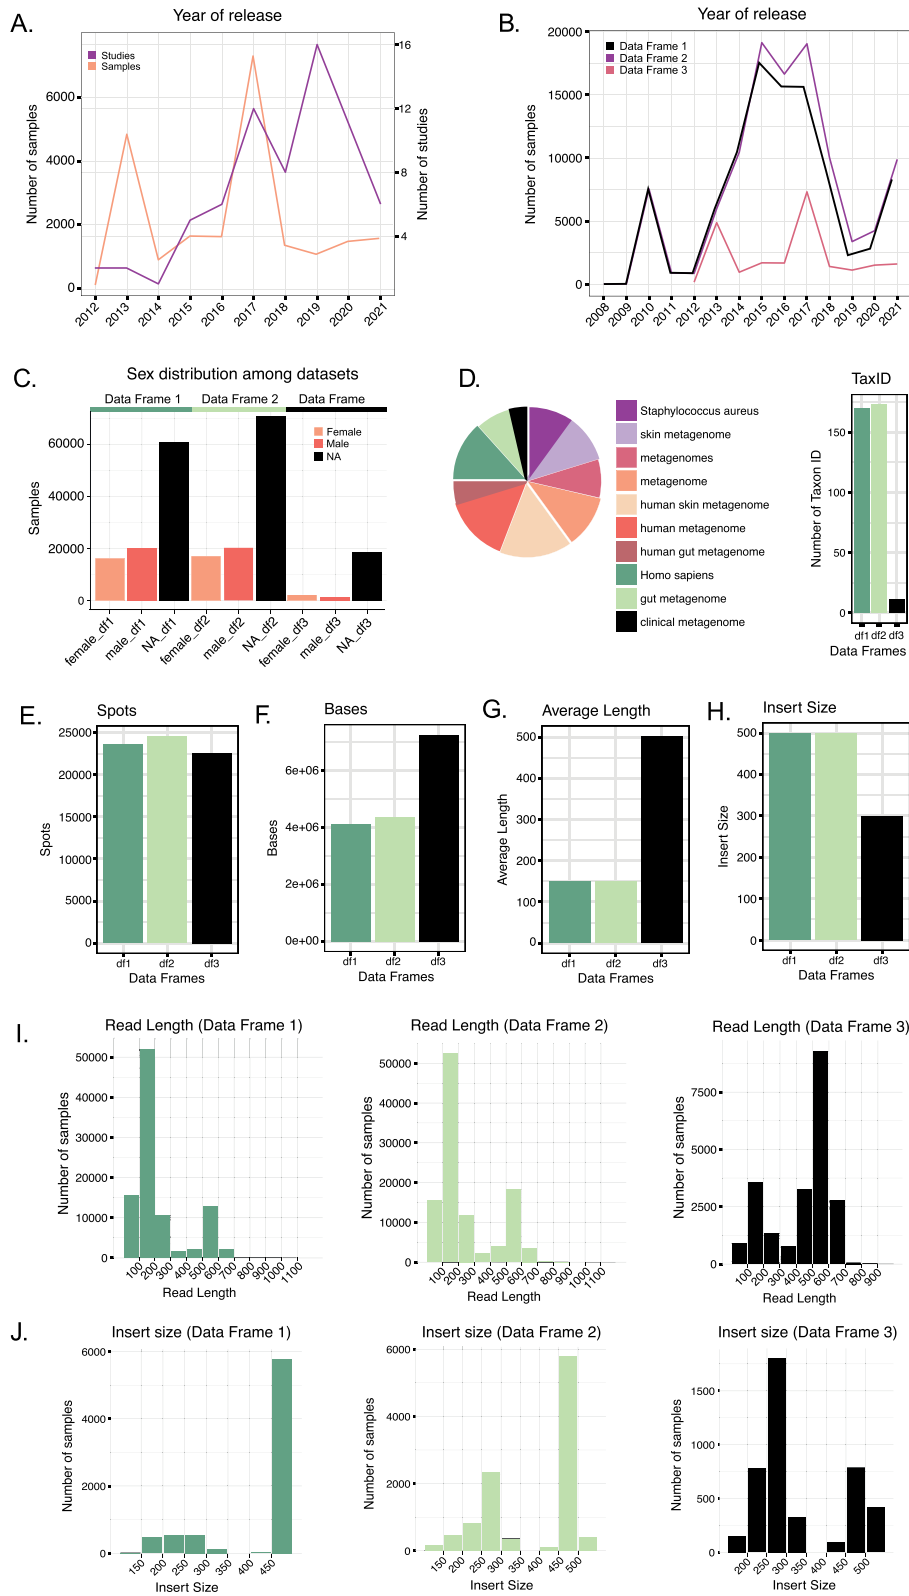 A.
Year of release
Studies
Samples
Number of samples
6000
4000
2000
0
16
12
8
4
Number of studies
2012
2013
2014
2015
2016
2017
2018
2019
2020
2021
B.
Year of release
Data Frame 1
Data Frame 2
Data Frame 3
Number of samples
20000
15000
10000
5000
0
2008
2009
2010
2011
2012
2013
2014
2015
2016
2017
2018
2019
2020
2021
C.
Sex distribution among datasets
Data Frame 1
Data Frame 2
Data Frame
Female
Male
NA
Samples
60000
40000
20000
0
female_df1
male_df1
NA_df1
female_df2
male_df2
NA_df2
female_df3
male_df3
NA_df3
D.
Staphylococcus aureus
skin metagenome
metagenomes
metagenome
human skin metagenome
human metagenome
human gut metagenome
Homo sapiens
gut metagenome
clinical metagenome
TaxID
Number of Taxon ID
150
100
50
0
df1 df2 df3
Data Frames
E.
Spots
Spots
25000
20000
15000
10000
5000
0
df1 df2 df3
Data Frames
F.
Bases
Bases
6e+06
4e+06
2e+06
0e+00
df1 df2 df3
Data Frames
G.
Average Length
Average Length
500
400
300
200
100
0
df1 df2 df3
Data Frames
H.
Insert Size
Insert Size
500
400
300
200
100
0
df1 df2 df3
Data Frames
I.
Read Length (Data Frame 1)
Number of samples
50000
40000
30000
20000
10000
0
100 200 300 400 500 600 700 800 900 1000 1100
Read Length
Read Length (Data Frame 2)
Number of samples
50000
40000
30000
20000
10000
0
100 200 300 400 500 600 700 800 900 1000 1100
Read Length
Read Length (Data Frame 3)
Number of samples
7500
5000
2500
0
100 200 300 400 500 600 700 800 900
Read Length
J.
Insert size (Data Frame 1)
Number of samples
6000
4000
2000
0
150 200 250 300 350 400 450
Insert Size
Insert size (Data Frame 2)
Number of samples
6000
4000
2000
0
150 200 250 300 350 400 450 500
Insert Size
Insert size (Data Frame 3)
Number of samples
1500
1000
500
0
200 250 300 350 400 450 500
Insert Size